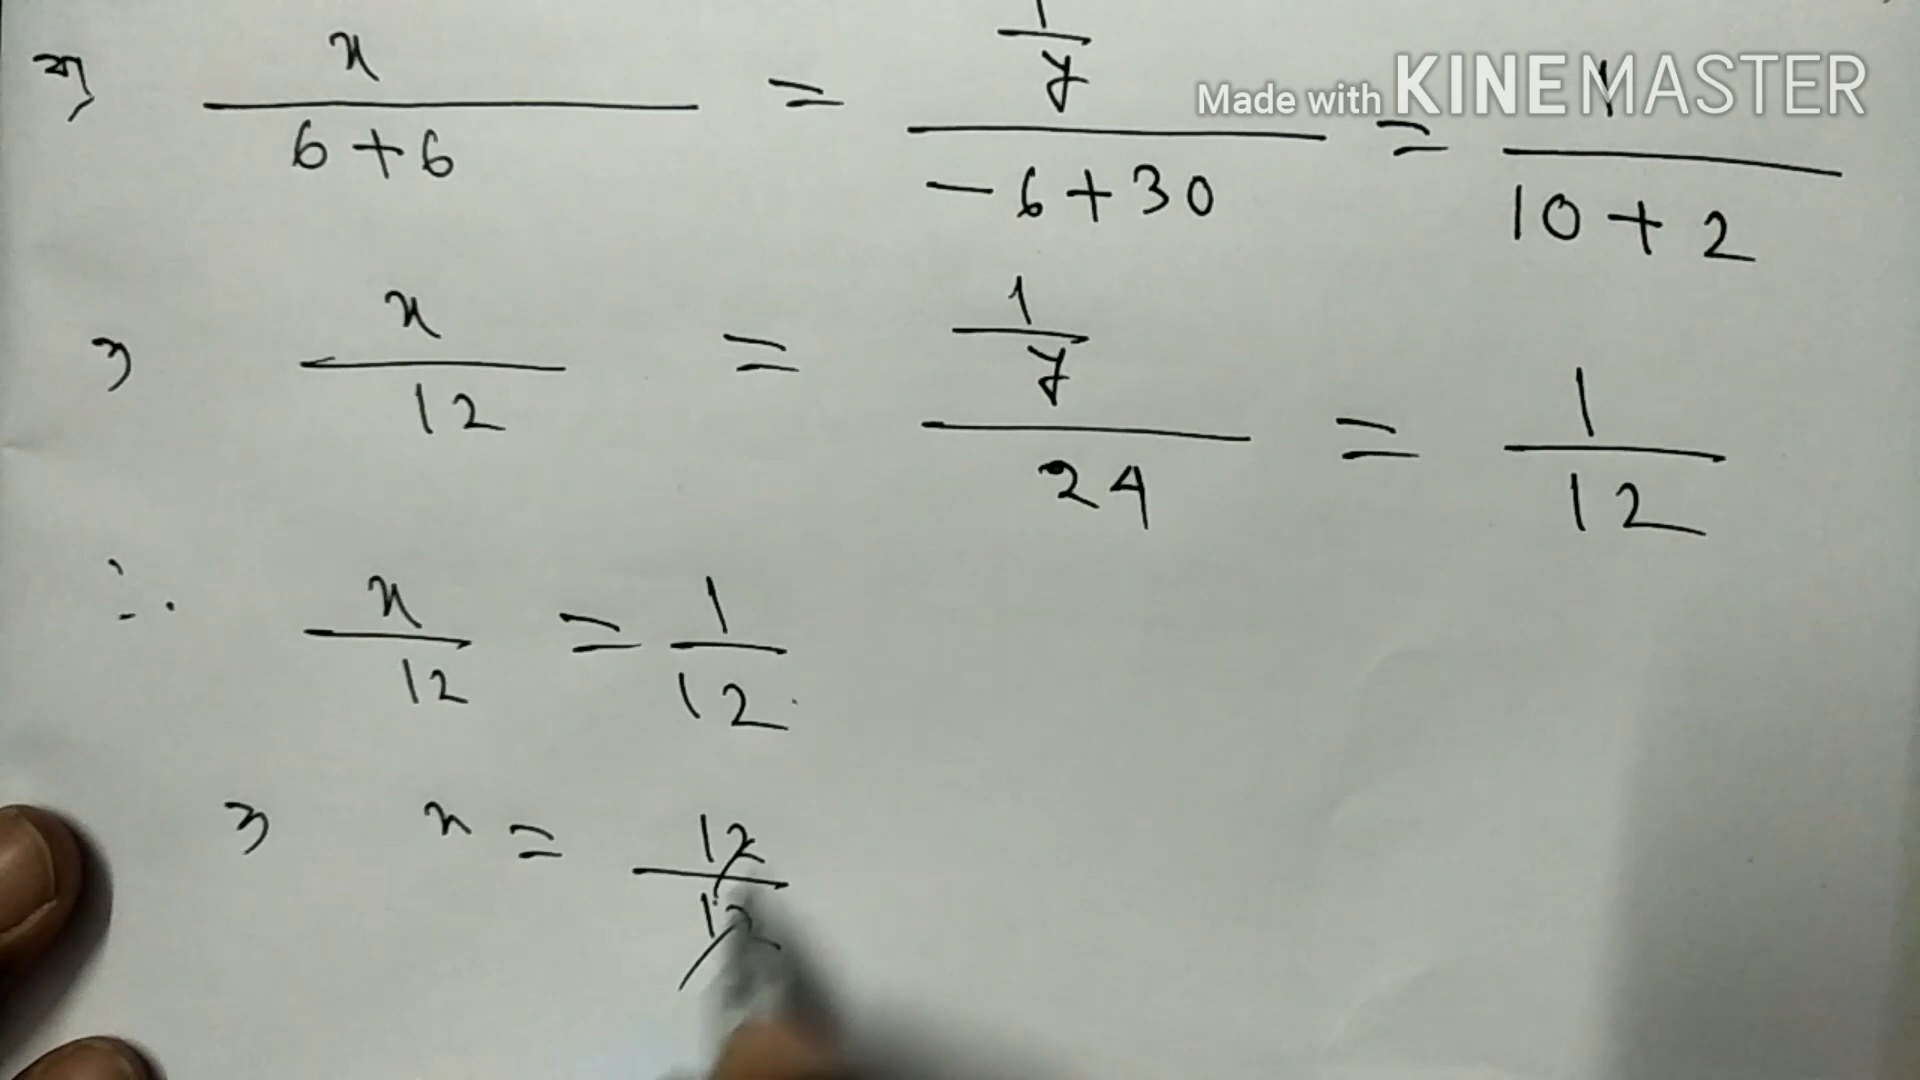 ⇒ x/(6+6) = (1/y)/(-6+30) = 1/(10+2)
Made with KINEMASTER
⇒ x/12 = (1/y)/24 = 1/12
∴ x/12 = 1/12
⇒ x = 12/12